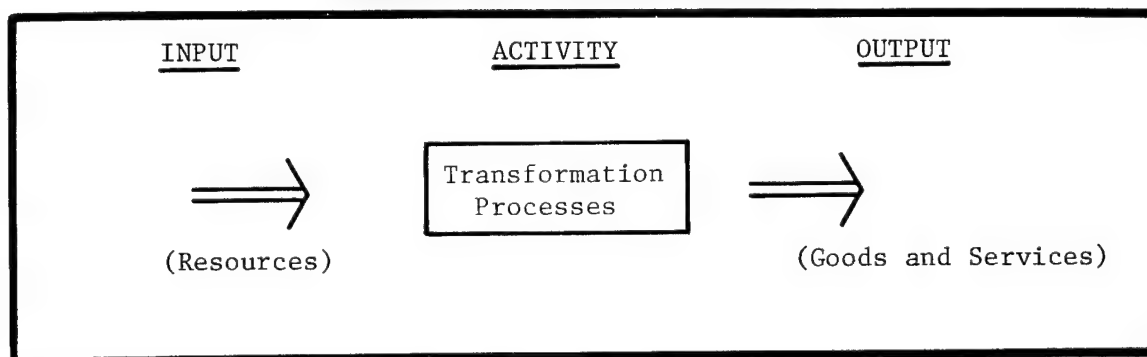 INPUT
ACTIVITY
OUTPUT
Transformation
Processes
(Resources)
(Goods and Services)